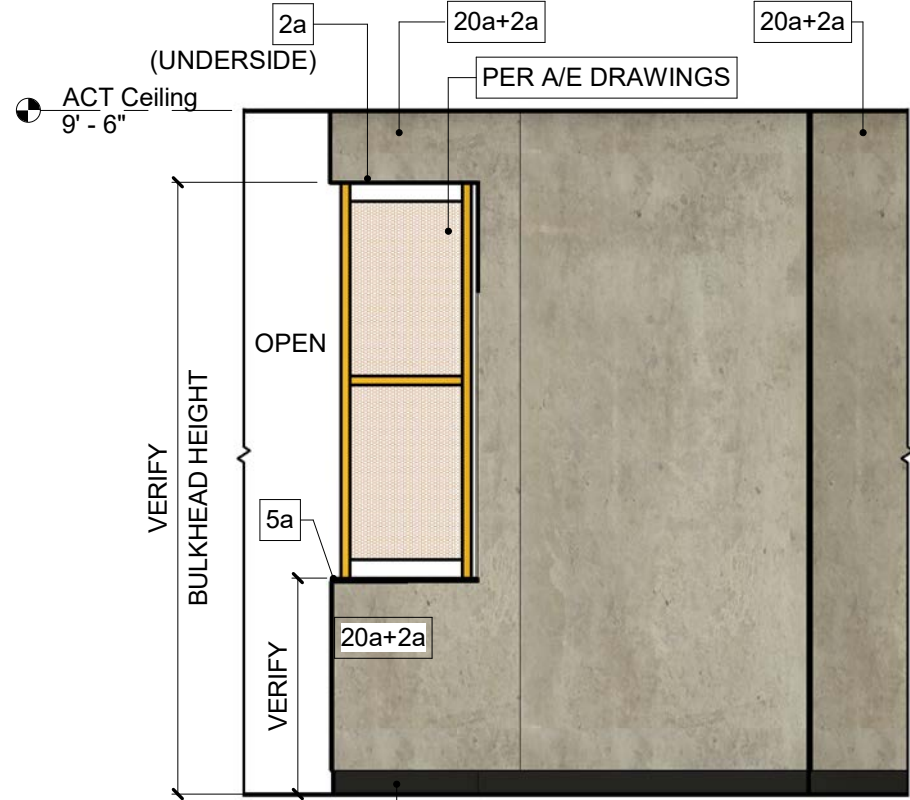 2a
(UNDERSIDE)
20a+2a
20a+2a
PER A/E DRAWINGS
ACT Ceiling
9' - 6"
OPEN
VERIFY
BULKHEAD HEIGHT
5a
20a+2a
VERIFY